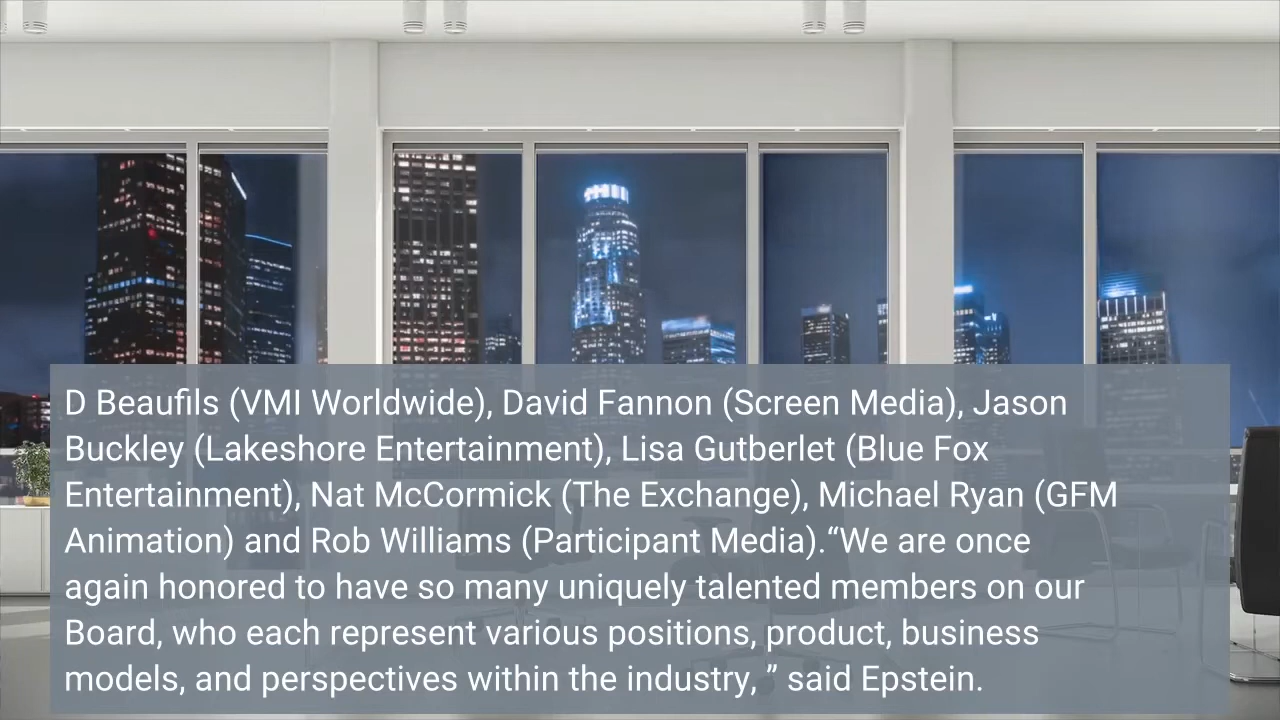 D Beaufils (VMI Worldwide), David Fannon (Screen Media), Jason
Buckley (Lakeshore Entertainment), Lisa Gutberlet (Blue Fox
Entertainment), Nat McCormick (The Exchange), Michael Ryan (GFM
Animation) and Rob Williams (Participant Media).“We are once
again honored to have so many uniquely talented members on our
Board, who each represent various positions, product, business
models, and perspectives within the industry, ” said Epstein.